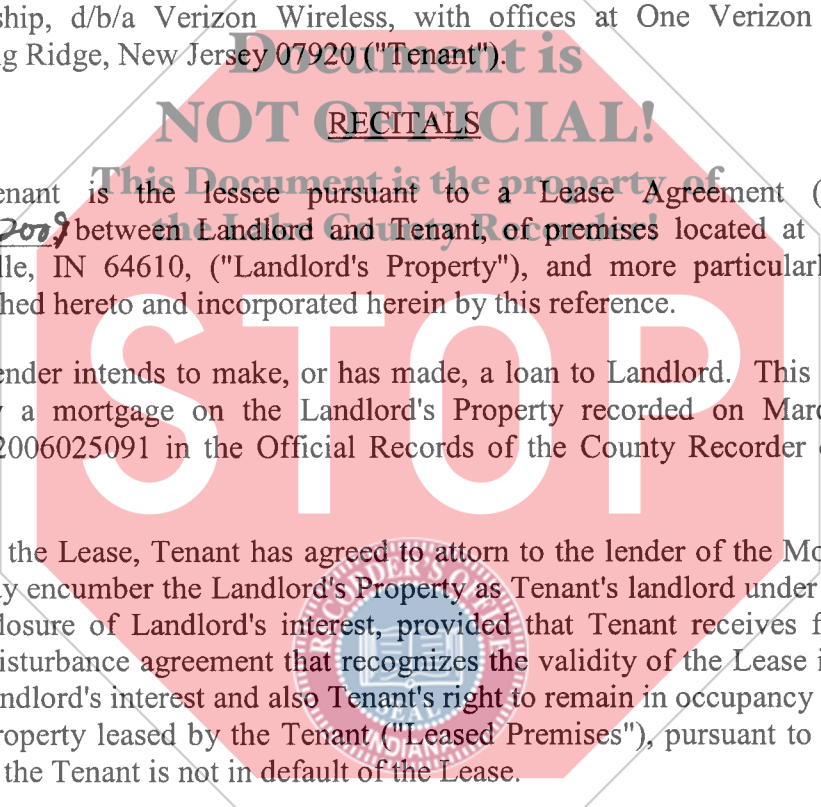 ship, d/b/a Verizon Wireless, with offices at One Verizon
g Ridge, New Jersey 07920 ("Tenant").
Document is
NOT OFFICIAL!
RECITALS
This Document is the property of
the Lake County Recorder!
enant is the lessee pursuant to a Lease Agreement (
2009, between Landlord and Tenant, of premises located at
lle, IN 64610, ("Landlord's Property"), and more particularl
hed hereto and incorporated herein by this reference.
STOP
ender intends to make, or has made, a loan to Landlord. This
y a mortgage on the Landlord's Property recorded on Marc
2006025091 in the Official Records of the County Recorder
the Lease, Tenant has agreed to attorn to the lender of the Mo
y encumber the Landlord's Property as Tenant's landlord under
losure of Landlord's interest, provided that Tenant receives f
isturbance agreement that recognizes the validity of the Lease i
ndlord's interest and also Tenant's right to remain in occupancy
roperty leased by the Tenant ("Leased Premises"), pursuant to
the Tenant is not in default of the Lease.
RECORDER'S OFFICE
SEAL
INDIANA